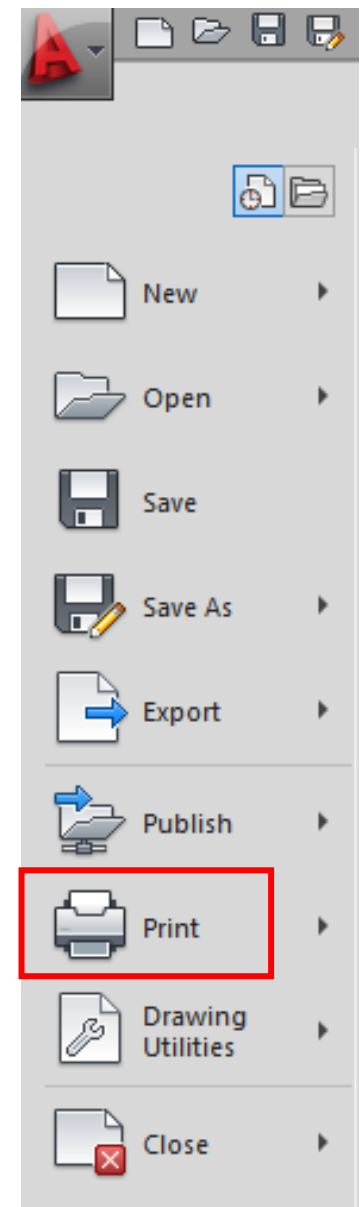 A
New
Open
Save
Save As
Export
Publish
Print
Drawing
Utilities
Close